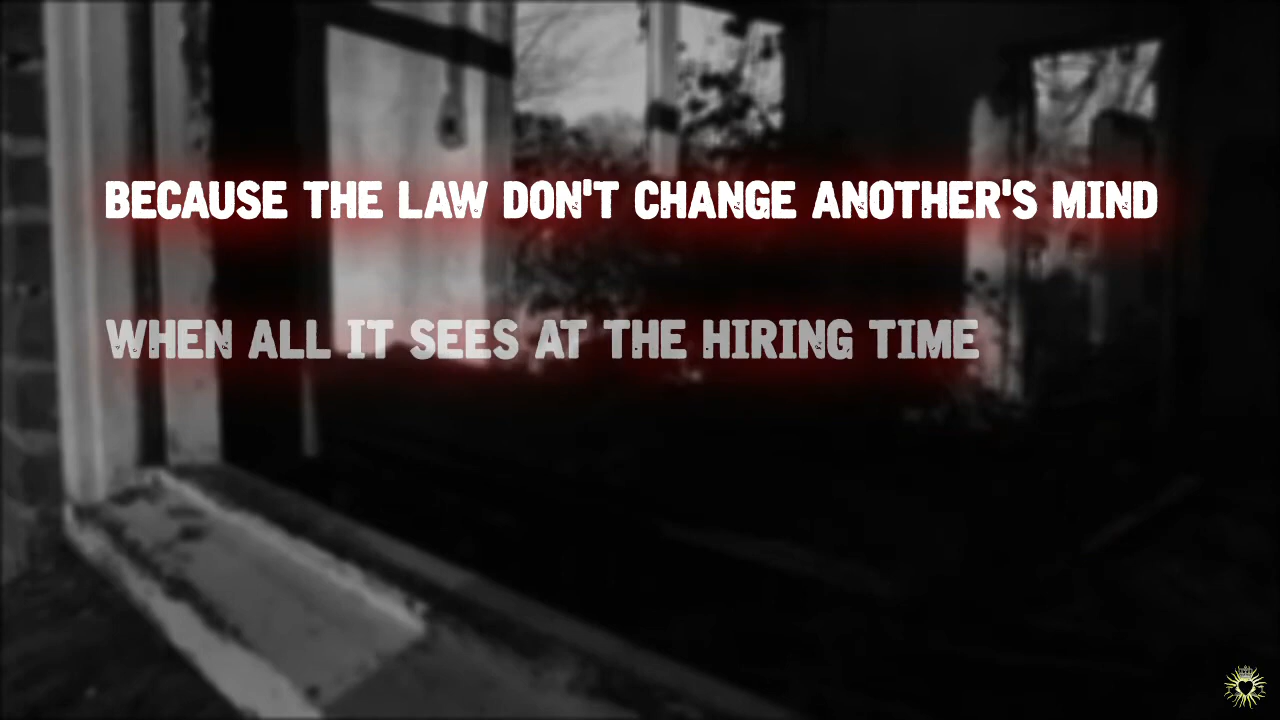 BECAUSE THE LAW DON'T CHANGE ANOTHER'S MIND
WHEN ALL IT SEES AT THE HIRING TIME